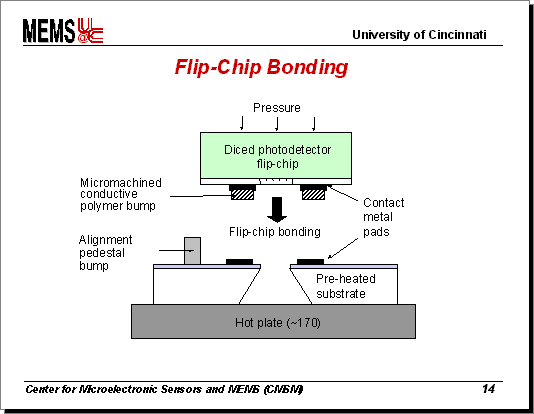 MEMS U@C
University of Cincinnati
Flip-Chip Bonding
Pressure
Diced photodetector
flip-chip
Micromachined
conductive
polymer bump
Contact
metal
pads
Flip-chip bonding
Alignment
pedestal
bump
Pre-heated
substrate
Hot plate (~170)
Center for Microelectronic Sensors and MEMS (CMSM)
14